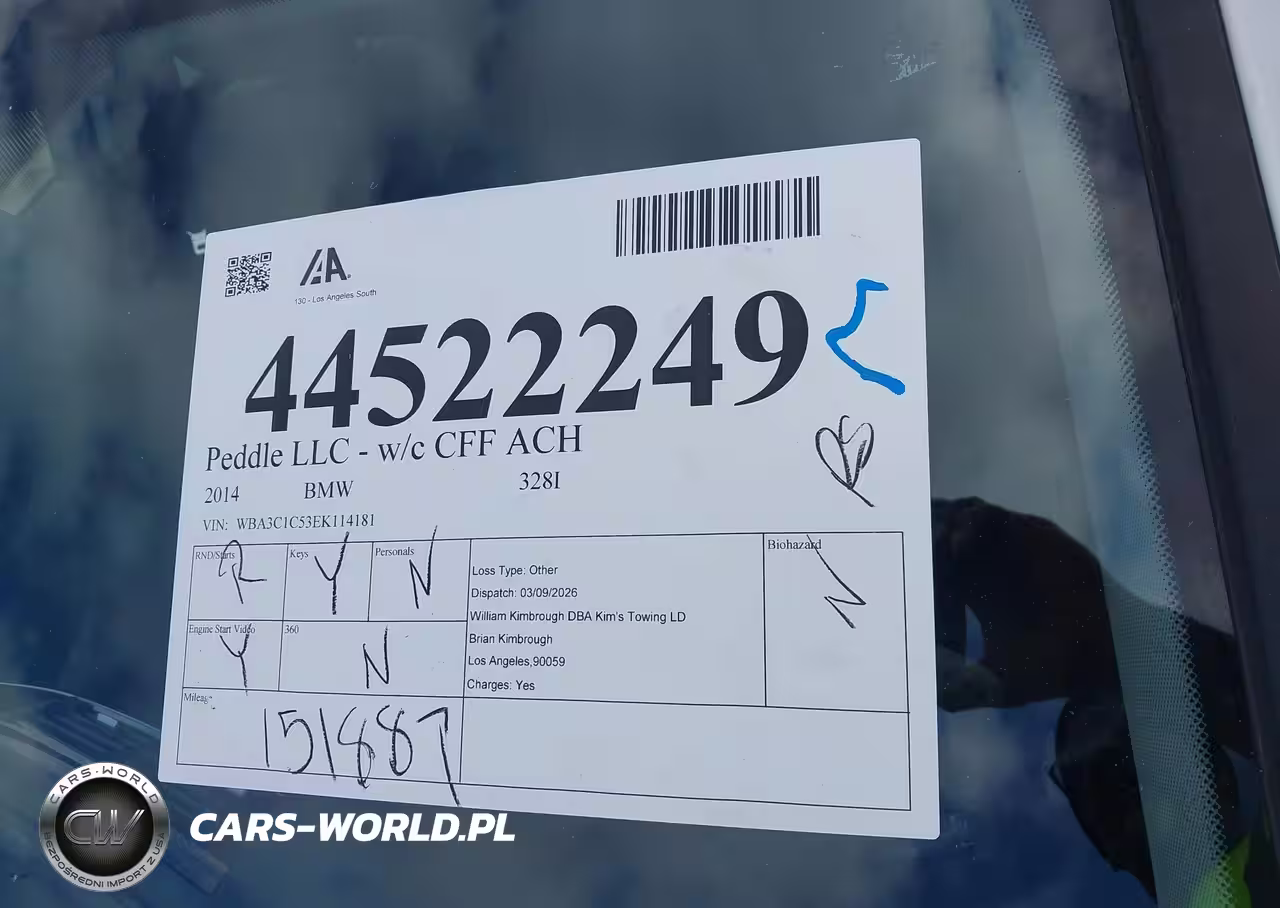 IAA
130 - Los Angeles South
44522249
Peddle LLC - w/c CFF ACH
2014 BMW 328I
VIN: WBA3C1C53EK114181
RND/Starts R
Keys Y
Personals N
Engine Start Video Y
360 N
Mileage
151887
Loss Type: Other
Dispatch: 03/09/2026
William Kimbrough DBA Kim's Towing LD
Brian Kimbrough
Los Angeles,90059
Charges: Yes
Biohazard N
CARS-WORLD
CW
BEZPOŚREDNI IMPORT Z USA
CARS-WORLD.PL